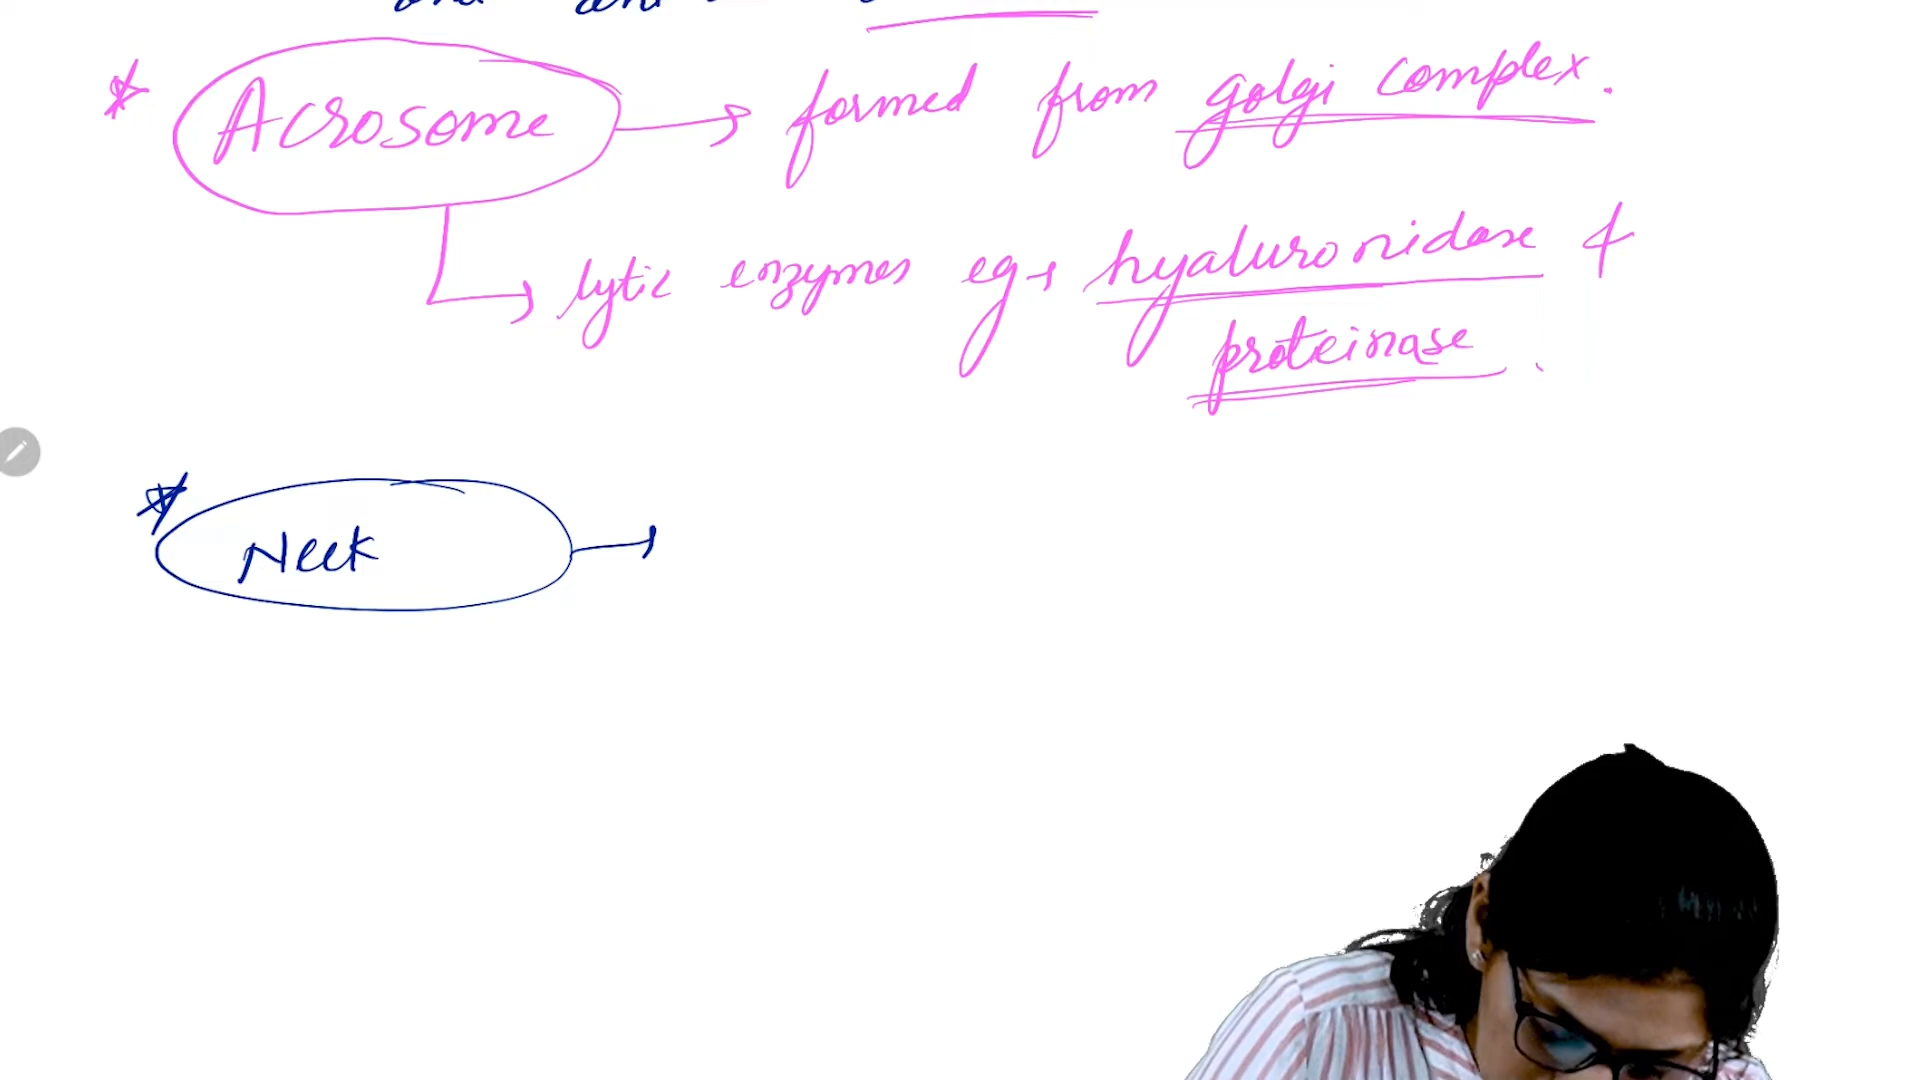 * Acrosome → formed from golgi complex.
↳ lytic enzymes eg → hyaluronidase &
proteinase.
* Neck →